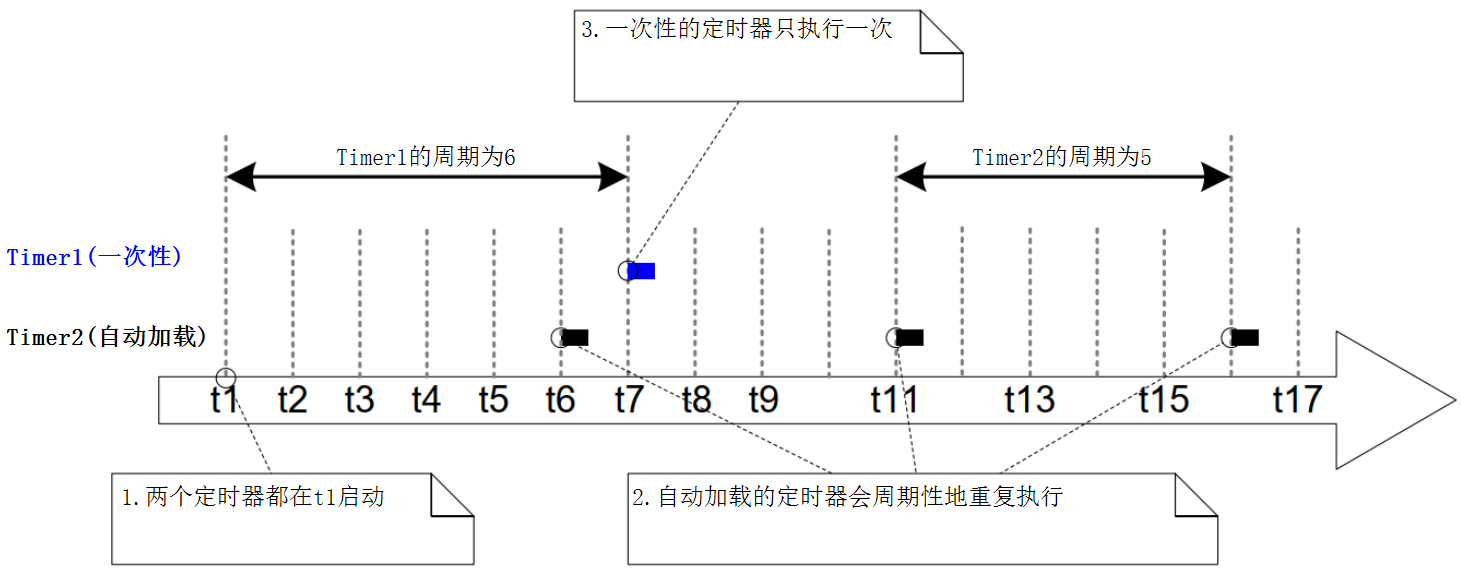 3.一次性的定时器只执行一次
Timer1的周期为6
Timer2的周期为5
Timer1(一次性)
Timer2(自动加载)
t1 t2 t3 t4 t5 t6 t7 t8 t9 t11 t13 t15 t17
1.两个定时器都在t1启动
2.自动加载的定时器会周期性地重复执行